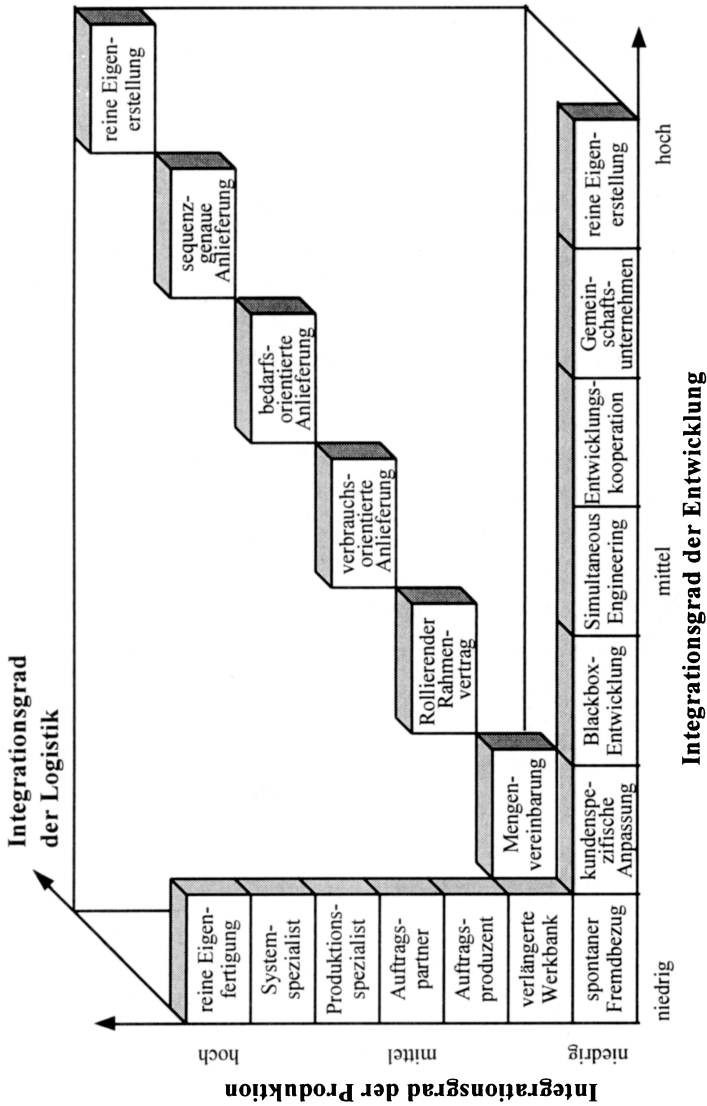 Integrationsgrad
der Logistik
reine Eigen-
erstellung
sequenz-
genaue
Anlieferung
bedarfs-
orientierte
Anlieferung
verbrauchs-
orientierte
Anlieferung
Rollierender
Rahmen-
vertrag
Mengen-
vereinbarung
Integrationsgrad der Produktion
hoch
mittel
niedrig
reine Eigen-
fertigung
System-
spezialist
Produktions-
spezialist
Auftrags-
partner
Auftrags-
produzent
verlängerte
Werkbank
spontaner
Fremdbezug
kundenspe-
zifische
Anpassung
Blackbox-
Entwicklung
Simultaneous
Engineering
Entwicklungs-
kooperation
Gemein-
schafts-
unternehmen
reine Eigen-
erstellung
niedrig
mittel
hoch
Integrationsgrad der Entwicklung